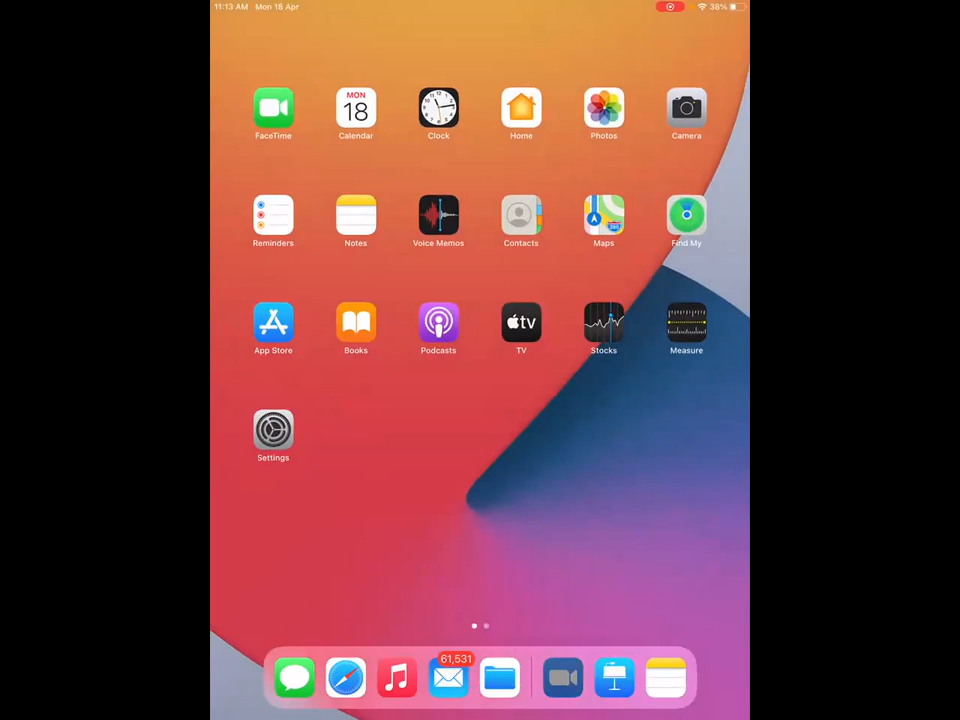 11:13 AM Mon 18 Apr 38%
MON
18
FaceTime Calendar Clock Home Photos Camera
Reminders Notes Voice Memos Contacts Maps Find My
tv
App Store Books Podcasts TV Stocks Measure
Settings
61,531